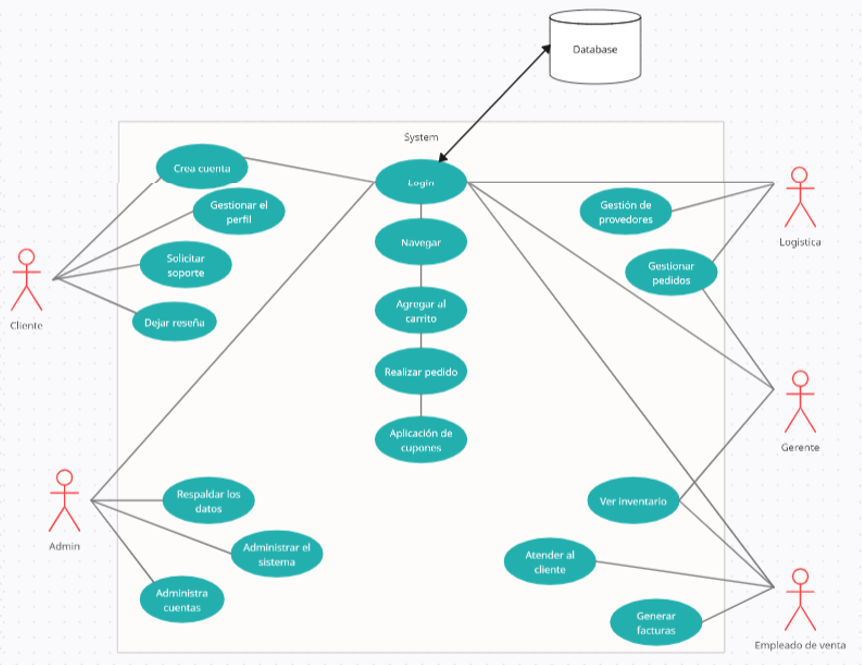 Database
System
Crea cuenta
Login
Gestionar el
perfil
Gestión de
provedores
Logistica
Navegar
Solicitar
soporte
Gestionar
pedidos
Cliente
Dejar reseña
Agregar al
carrito
Realizar pedido
Aplicación de
cupones
Gerente
Respaldar los
datos
Ver inventario
Admin
Administrar el
sistema
Atender al
cliente
Administra
cuentas
Generar
facturas
Empleado de venta